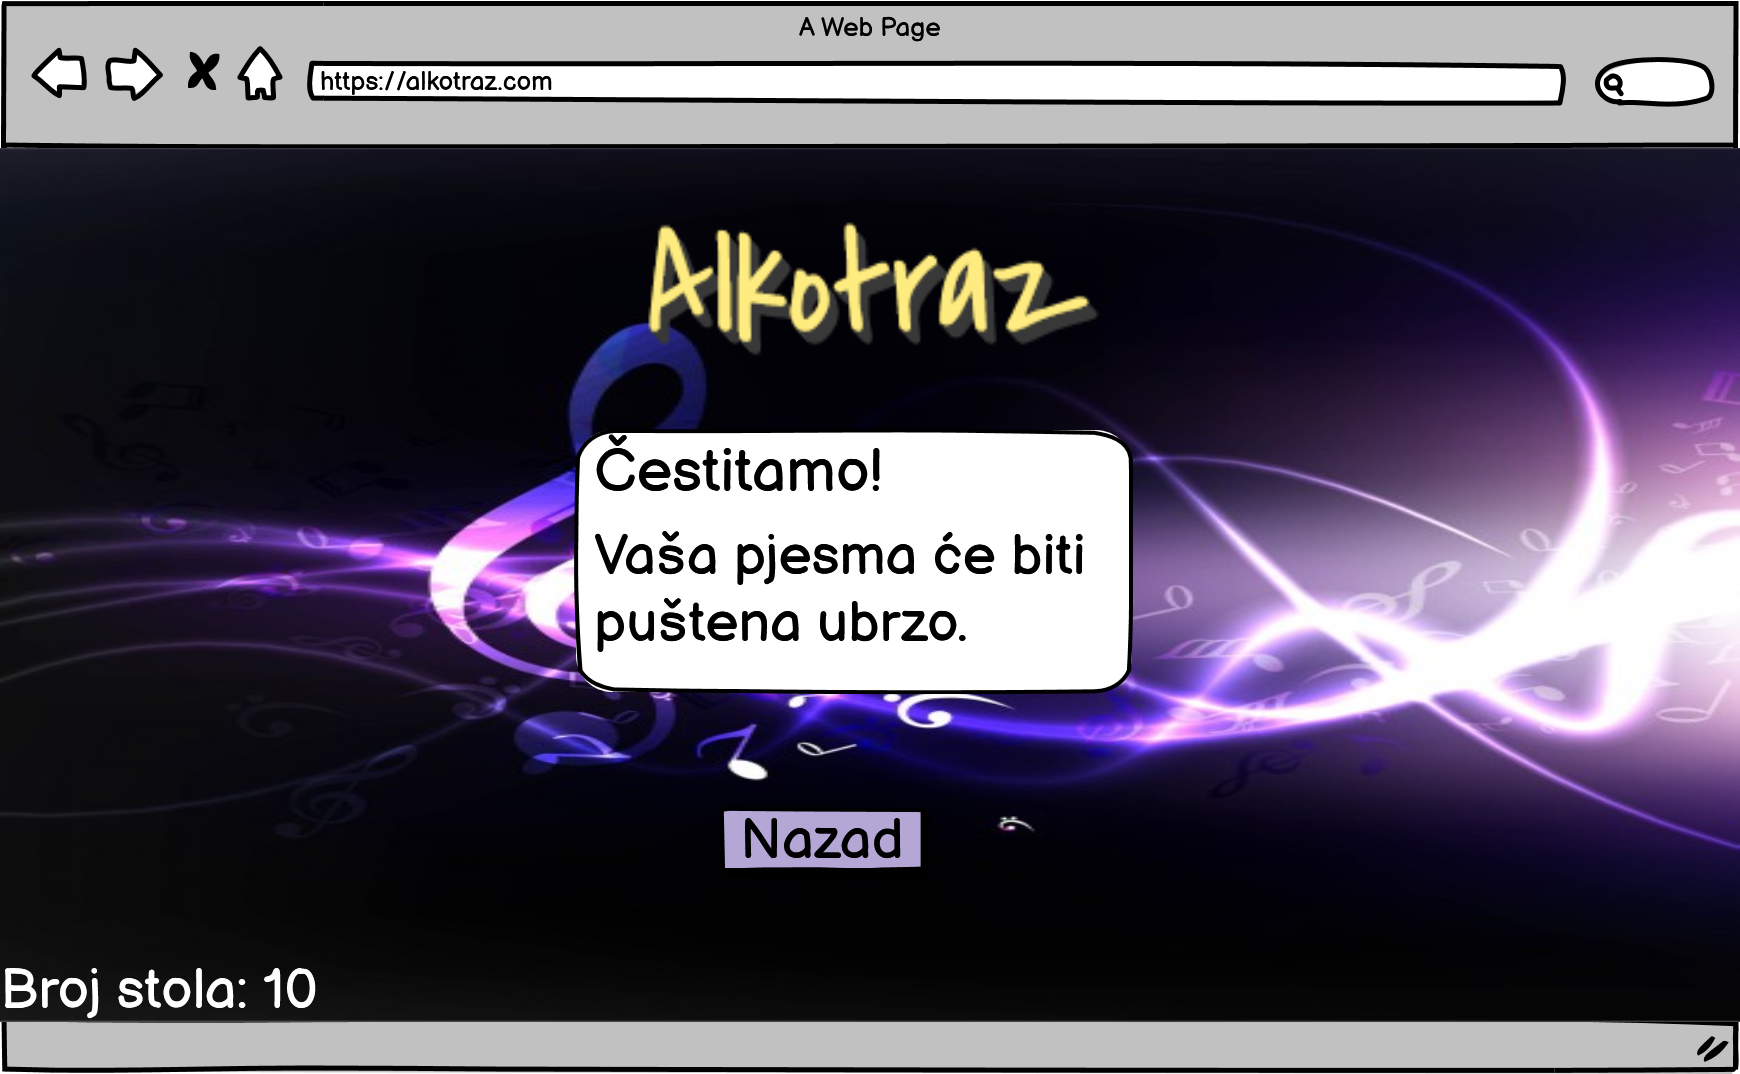 A Web Page
https://alkotraz.com
Alkotraz
Čestitamo!
Vaša pjesma će biti
puštena ubrzo.
Nazad
Broj stola: 10